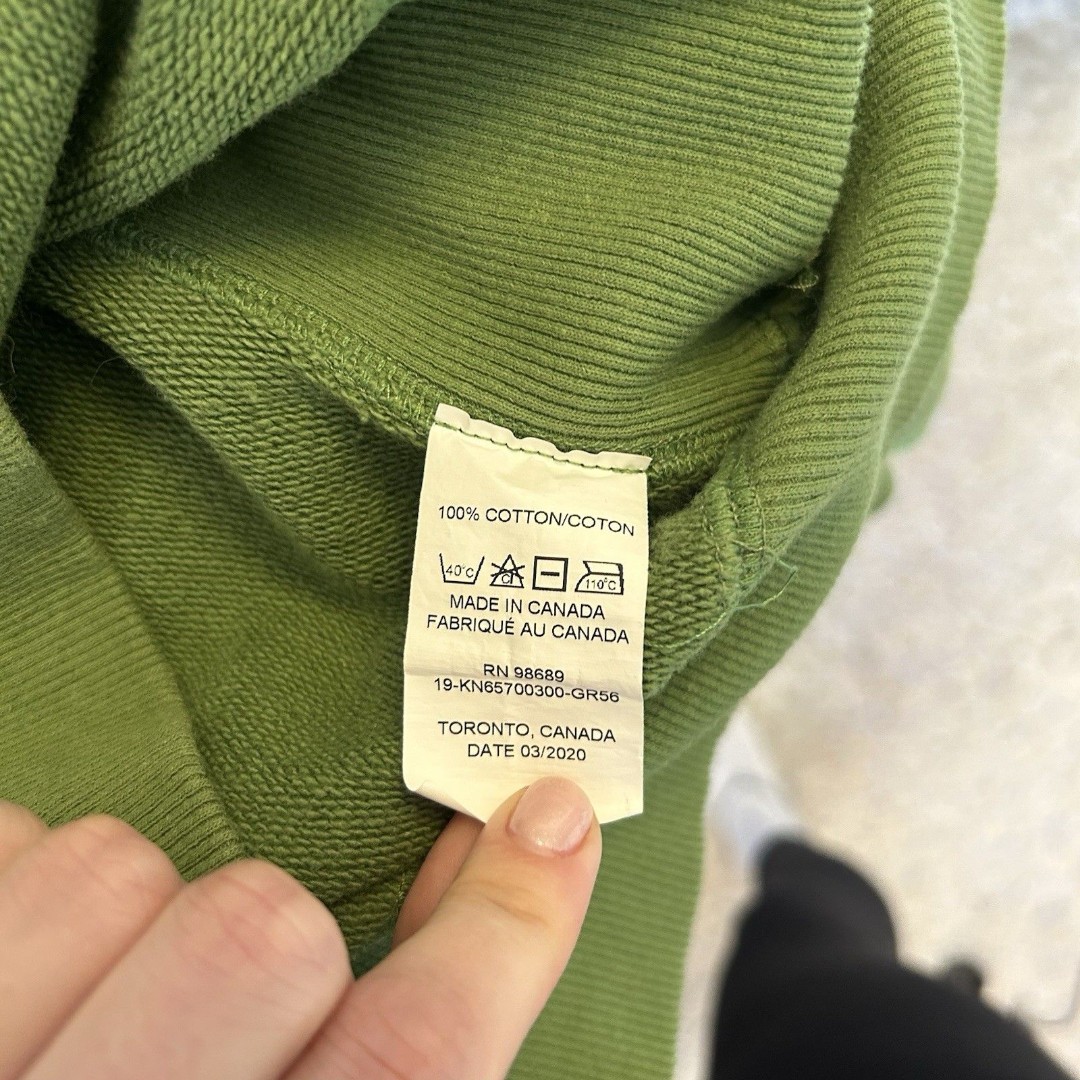 100% COTTON/COTON
40°C CL 110°C
MADE IN CANADA
FABRIQUÉ AU CANADA
RN 98689
19-KN65700300-GR56
TORONTO, CANADA
DATE 03/2020